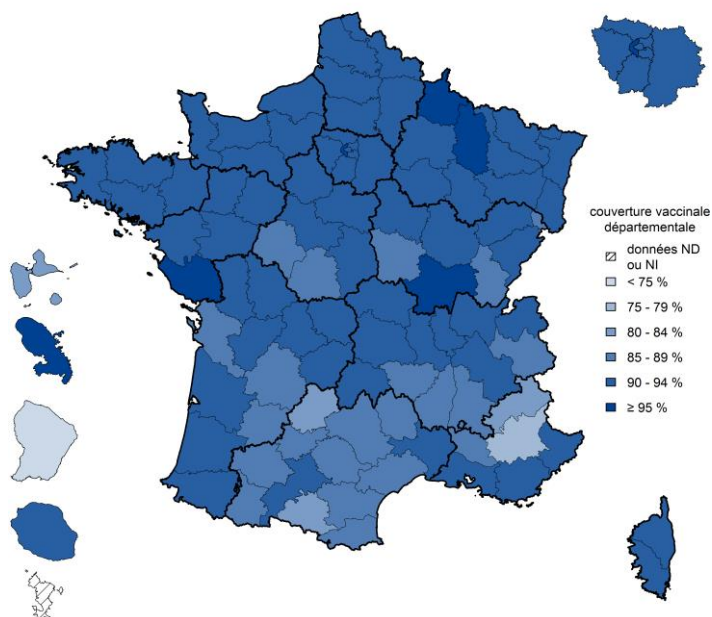 couverture vaccinale
départementale
données ND
ou NI
< 75 %
75 - 79 %
80 - 84 %
85 - 89 %
90 - 94 %
≥ 95 %